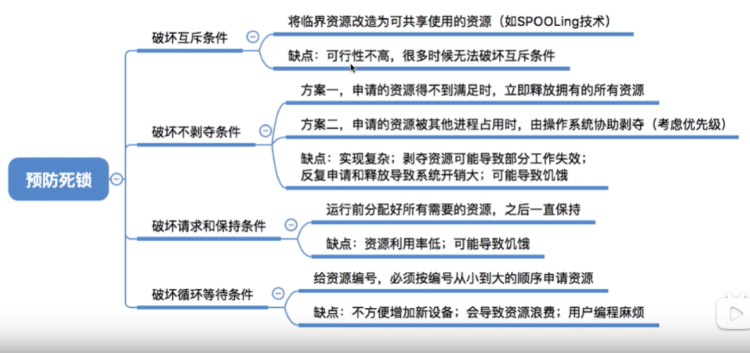 预防死锁
破坏互斥条件
将临界资源改造为可共享使用的资源（如SPOOLing技术）
缺点：可行性不高，很多时候无法破坏互斥条件
破坏不剥夺条件
方案一，申请的资源得不到满足时，立即释放拥有的所有资源
方案二，申请的资源被其他进程占用时，由操作系统协助剥夺（考虑优先级）
缺点：实现复杂；剥夺资源可能导致部分工作失效；
反复申请和释放导致系统开销大；可能导致饥饿
破坏请求和保持条件
运行前分配好所有需要的资源，之后一直保持
缺点：资源利用率低；可能导致饥饿
破坏循环等待条件
给资源编号，必须按编号从小到大的顺序申请资源
缺点：不方便增加新设备；会导致资源浪费；用户编程麻烦